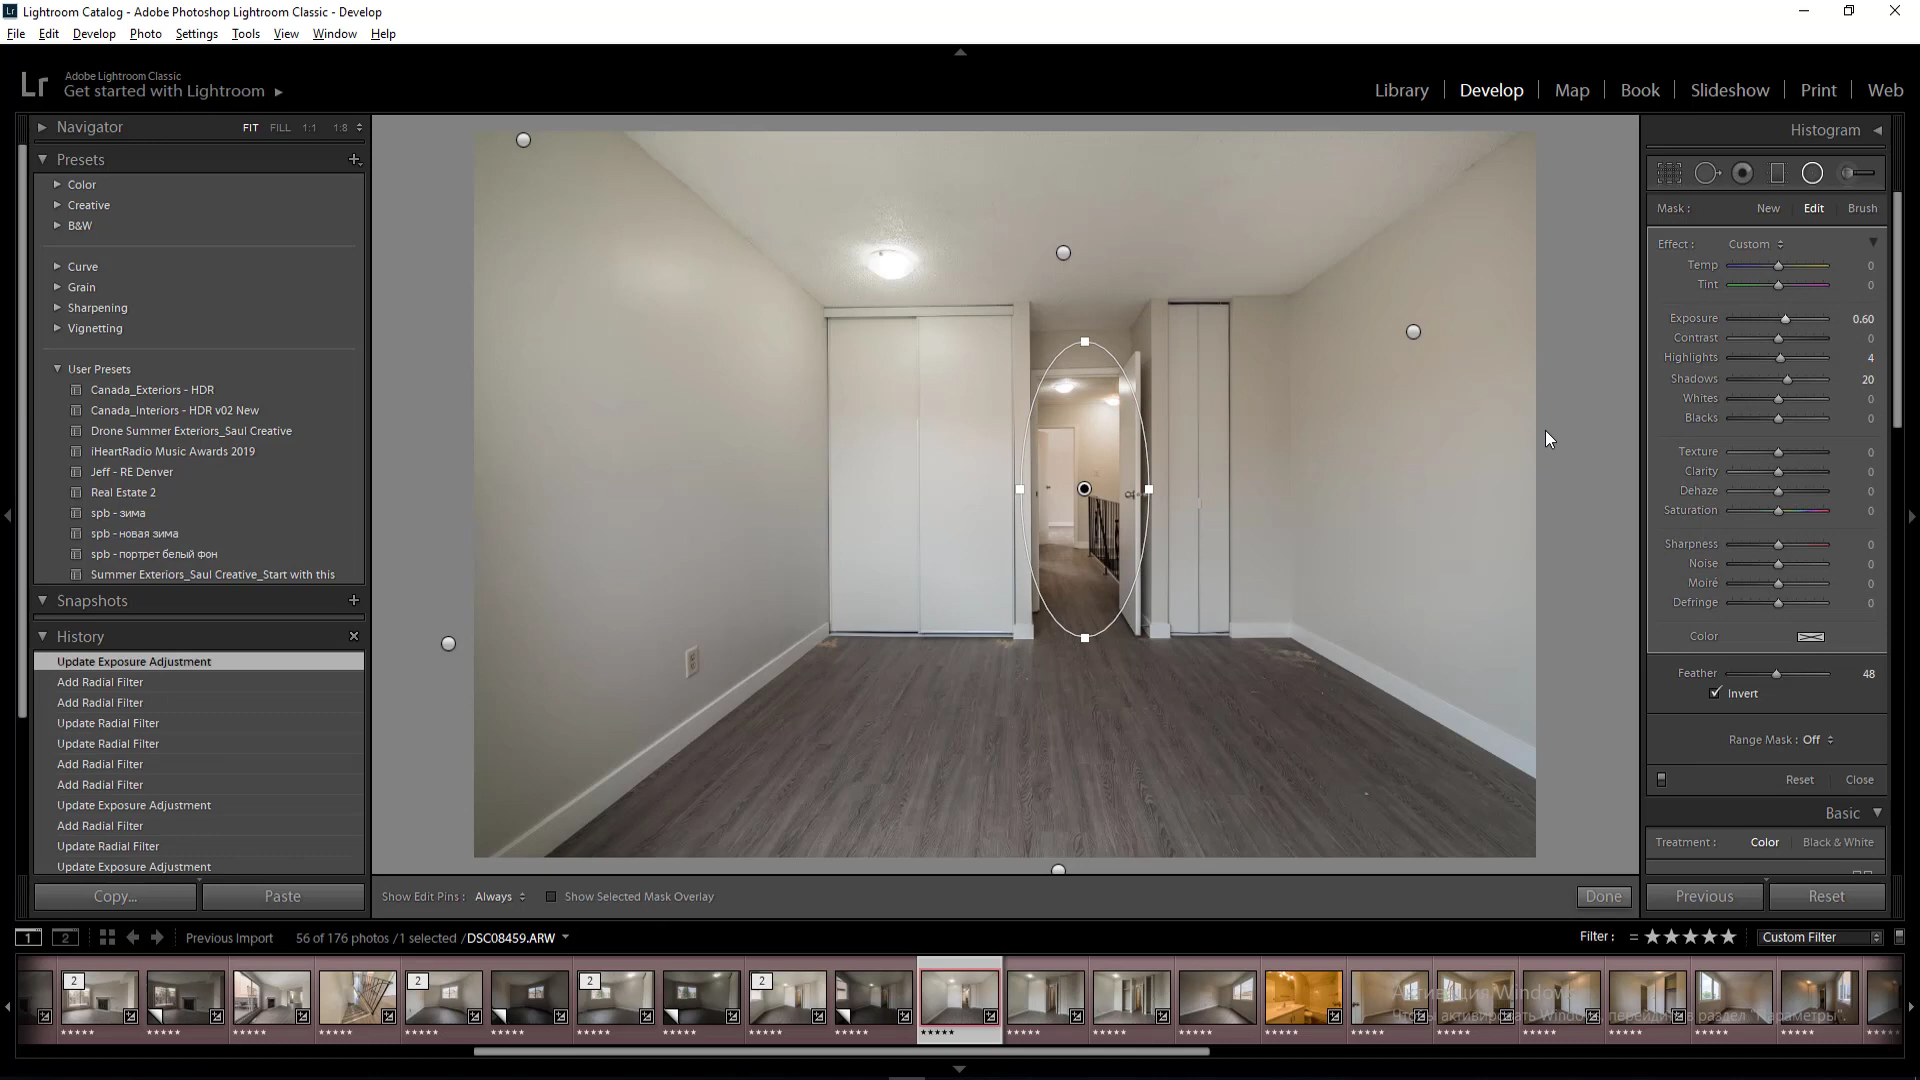 Lightroom Catalog - Adobe Photoshop Lightroom Classic - Develop
File Edit Develop Photo Settings Tools View Window Help
Lr
Adobe Lightroom Classic
Get started with Lightroom
Library Develop Map Book Slideshow Print Web
Navigator FIT FILL 1:1 1:8
Presets
Color
Creative
B&W
Curve
Grain
Sharpening
Vignetting
User Presets
Canada_Exteriors - HDR
Canada_Interiors - HDR v02 New
Drone Summer Exteriors_Saul Creative
iHeartRadio Music Awards 2019
Jeff - RE Denver
Real Estate 2
spb - зима
spb - новая зима
spb - портрет белый фон
Summer Exteriors_Saul Creative_Start with this
Snapshots
History
Update Exposure Adjustment
Add Radial Filter
Add Radial Filter
Update Radial Filter
Update Radial Filter
Add Radial Filter
Add Radial Filter
Update Exposure Adjustment
Add Radial Filter
Update Radial Filter
Update Exposure Adjustment
Copy... Paste
Show Edit Pins : Always Show Selected Mask Overlay Done
Histogram
Mask : New Edit Brush
Effect : Custom
Temp 0
Tint 0
Exposure 0.60
Contrast 0
Highlights 4
Shadows 20
Whites 0
Blacks 0
Texture 0
Clarity 0
Dehaze 0
Saturation 0
Sharpness 0
Noise 0
Moiré 0
Defringe 0
Color
Feather 48
Invert
Range Mask : Off
Reset Close
Basic
Treatment : Color Black & White
Previous Reset
1 2 Previous Import 56 of 176 photos /1 selected /DSC08459.ARW Filter : Custom Filter
2 2 2 2
Активация Windows
Чтобы активировать Windows, перейдите в раздел "Параметры".